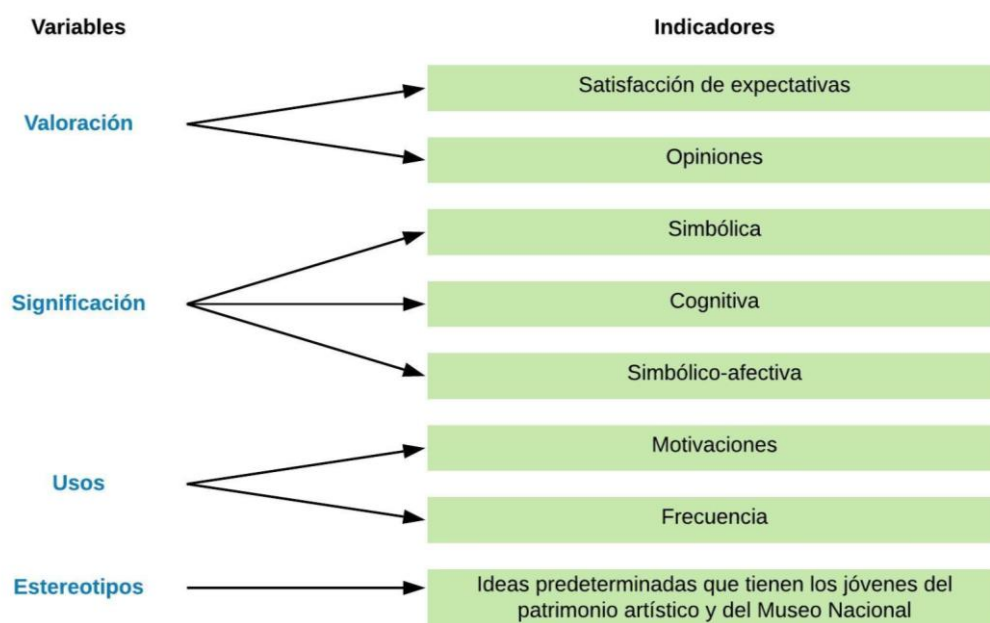 Variables
Indicadores
Valoración
Satisfacción de expectativas
Opiniones
Significación
Simbólica
Cognitiva
Simbólico-afectiva
Usos
Motivaciones
Frecuencia
Estereotipos
Ideas predeterminadas que tienen los jóvenes del
patrimonio artístico y del Museo Nacional